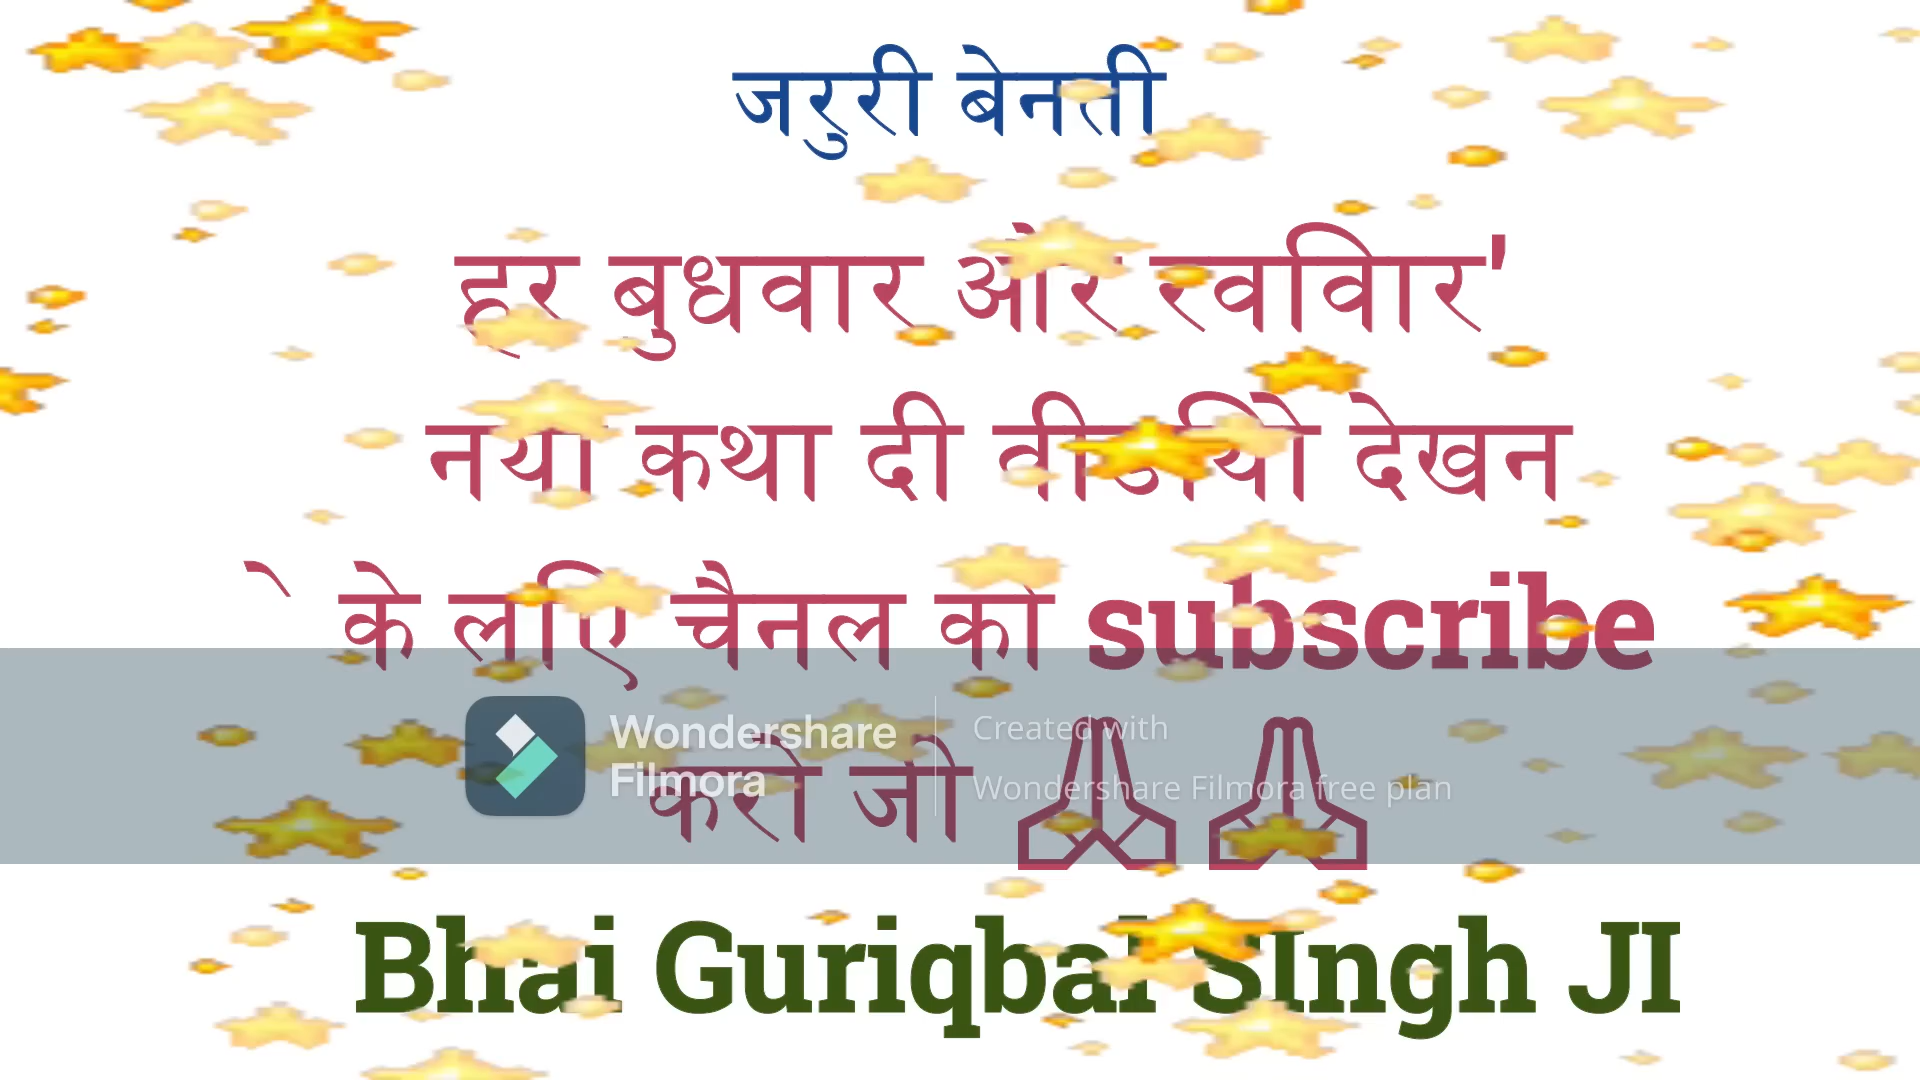 जरुरी बेनती
हर बुधवार और रविवार'
नया कथा दी वीडियो देखन
े के लिए चैनल को subscribe
करो जी 🙏 🙏
Wondershare Filmora
Created with
Wondershare Filmora free plan
Bhai Guriqbal SIngh JI